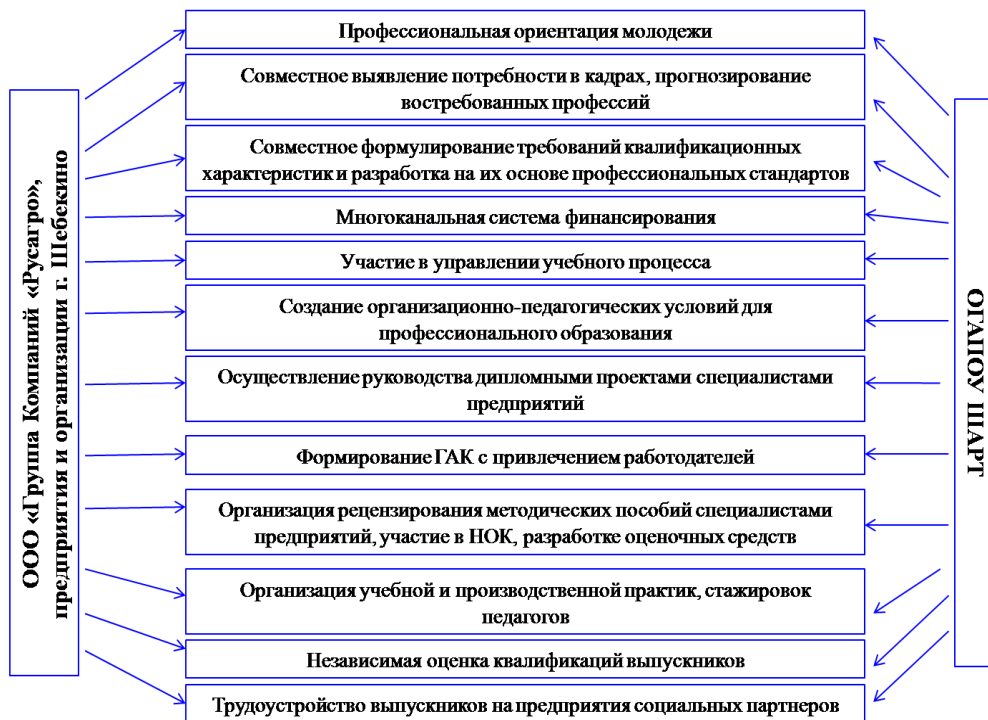 ООО «Группа Компаний «Русагро»,
предприятия и организации г. Шебекино
Профессиональная ориентация молодежи
Совместное выявление потребности в кадрах, прогнозирование
востребованных профессий
Совместное формулирование требований квалификационных
характеристик и разработка на их основе профессиональных стандартов
Многоканальная система финансирования
Участие в управлении учебного процесса
Создание организационно-педагогических условий для
профессионального образования
Осуществление руководства дипломными проектами специалистами
предприятий
Формирование ГАК с привлечением работодателей
Организация рецензирования методических пособий специалистами
предприятий, участие в НОК, разработке оценочных средств
Организация учебной и производственной практик, стажировок
педагогов
Независимая оценка квалификаций выпускников
Трудоустройство выпускников на предприятия социальных партнеров
ОГАПОУ ШАРТ